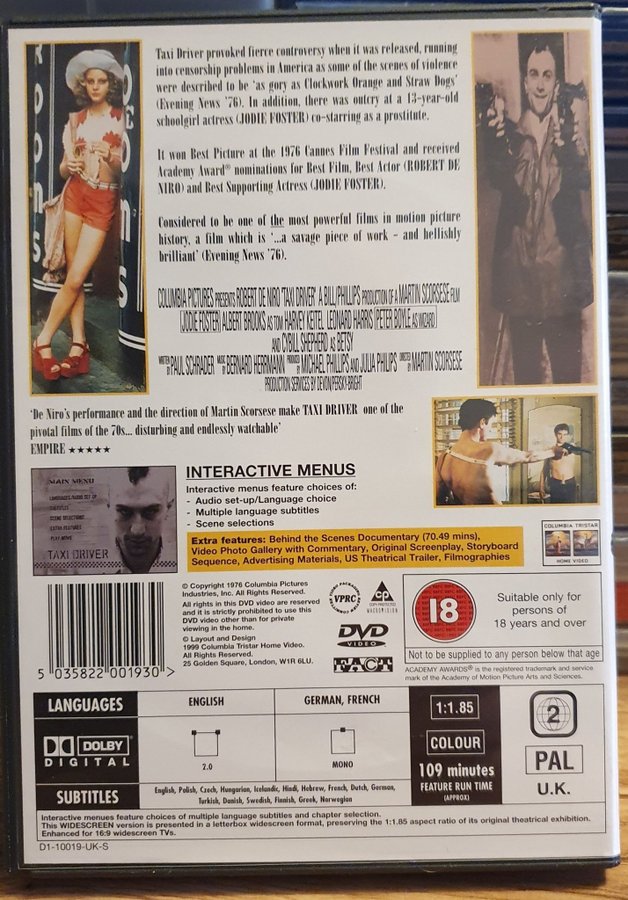 Taxi Driver provoked fierce controversy when it was released, running
into censorship problems in America as some of the scenes of violence
were described to be 'as gory as Clockwork Orange and Straw Dogs'
(Evening News '76). In addition, there was outcry at a 13-year-old
schoolgirl actress (JODIE FOSTER) co-starring as a prostitute.
It won Best Picture at the 1976 Cannes Film Festival and received
Academy Award® nominations for Best Film, Best Actor (ROBERT DE
NIRO) and Best Supporting Actress (JODIE FOSTER).
Considered to be one of the most powerful films in motion picture
history, a film which is '...a savage piece of work - and hellishly
brilliant' (Evening News '76).
COLUMBIA PICTURES PRESENTS ROBERT DE NIRO 'TAXI DRIVER' A BILL/PHILLIPS PRODUCTION OF A MARTIN SCORSESE FILM
JODIE FOSTER ALBERT BROOKS AS TOM HARVEY KEITEL LEONARD HARRIS PETER BOYLE AS WIZARD
AND CYBILL SHEPHERD AS BETSY
WRITTEN BY PAUL SCHRADER MUSIC BY BERNARD HERRMANN PRODUCED BY MICHAEL PHILLIPS AND JULIA PHILIPS DIRECTED BY MARTIN SCORSESE
PRODUCTION SERVICES BY DEVON/PERSKY-BRIGHT
'De Niro's performance and the direction of Martin Scorsese make TAXI DRIVER one of the
pivotal films of the 70s... disturbing and endlessly watchable'
EMPIRE ★★★★★
MAIN MENU
LANGUAGES/AUDIO SET-UP
SUBTITLES
SCENE SELECTIONS
EXTRA FEATURES
PLAY MOVIE
TAXI DRIVER
INTERACTIVE MENUS
Interactive menus feature choices of:
- Audio set-up/Language choice
- Multiple language subtitles
- Scene selections
Extra features: Behind the Scenes Documentary (70.49 mins),
Video Photo Gallery with Commentary, Original Screenplay, Storyboard
Sequence, Advertising Materials, US Theatrical Trailer, Filmographies
COLUMBIA TRISTAR
HOME VIDEO
5 035822 001930 >
© Copyright 1976 Columbia Pictures
Industries, Inc. All Rights Reserved.
All rights in this DVD video are reserved
and it is strictly prohibited to use this
DVD video other than for private
viewing in the home.
© Layout and Design
1999 Columbia Tristar Home Video.
All Rights Reserved.
25 Golden Square, London, W1R 6LU.
VPRC
CP
COPY PROTECTED
MACROVISION
DVD
VIDEO
FACT
18
Suitable only for
persons of
18 years and over
Not to be supplied to any person below that age
ACADEMY AWARDS® is the registered trademark and service
mark of the Academy of Motion Picture Arts and Sciences.
LANGUAGES
ENGLISH
GERMAN, FRENCH
DOLBY
DIGITAL
2.0
MONO
SUBTITLES
English, Polish, Czech, Hungarian, Icelandic, Hindi, Hebrew, French, Dutch, German,
Turkish, Danish, Swedish, Finnish, Greek, Norwegian
1:1.85
COLOUR
109 minutes
FEATURE RUN TIME
(APPROX)
2
PAL
U.K.
Interactive menues feature choices of multiple language subtitles and chapter selection.
This WIDESCREEN version is presented in a letterbox widescreen format, preserving the 1:1.85 aspect ratio of its original theatrical exhibition.
Enhanced for 16:9 widescreen TVs.
D1-10019-UK-S